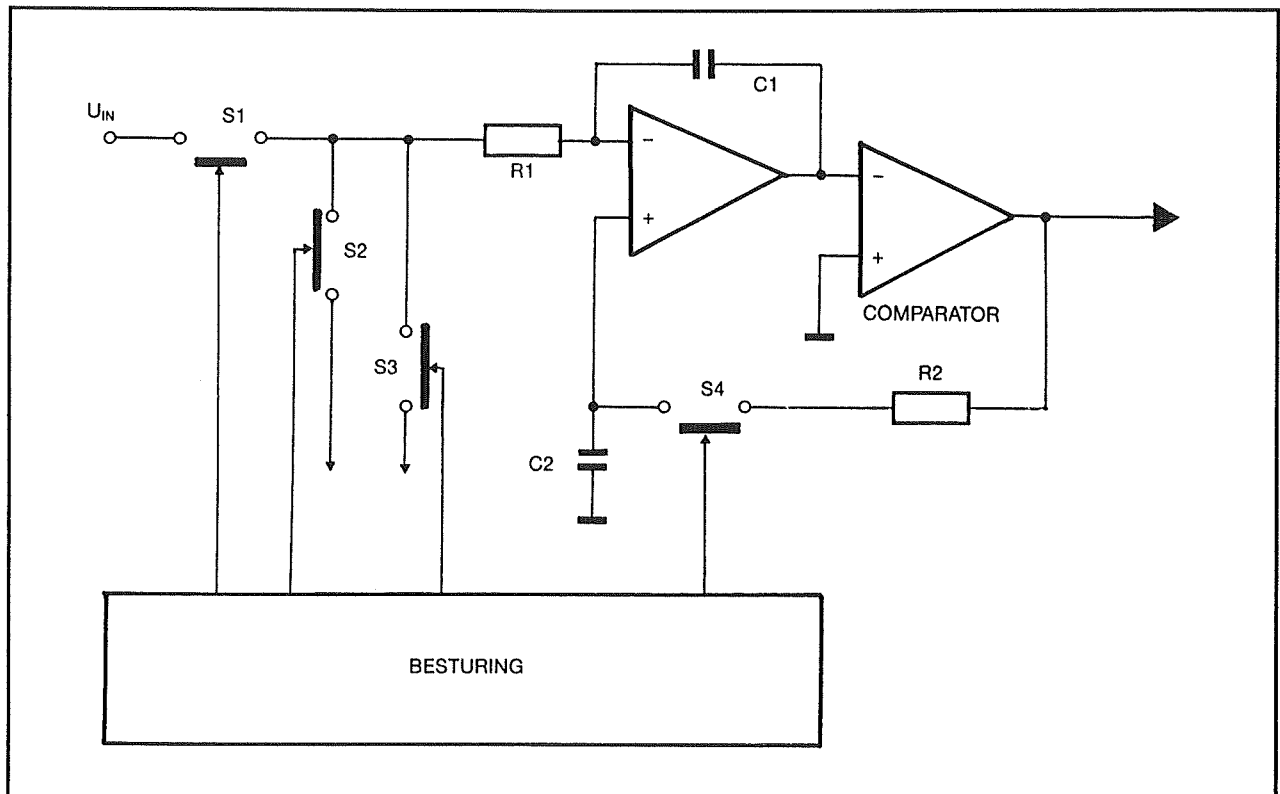 U_IN
S1
C1
R1
−
+
−
+
S2
COMPARATOR
S3
S4
R2
C2
BESTURING